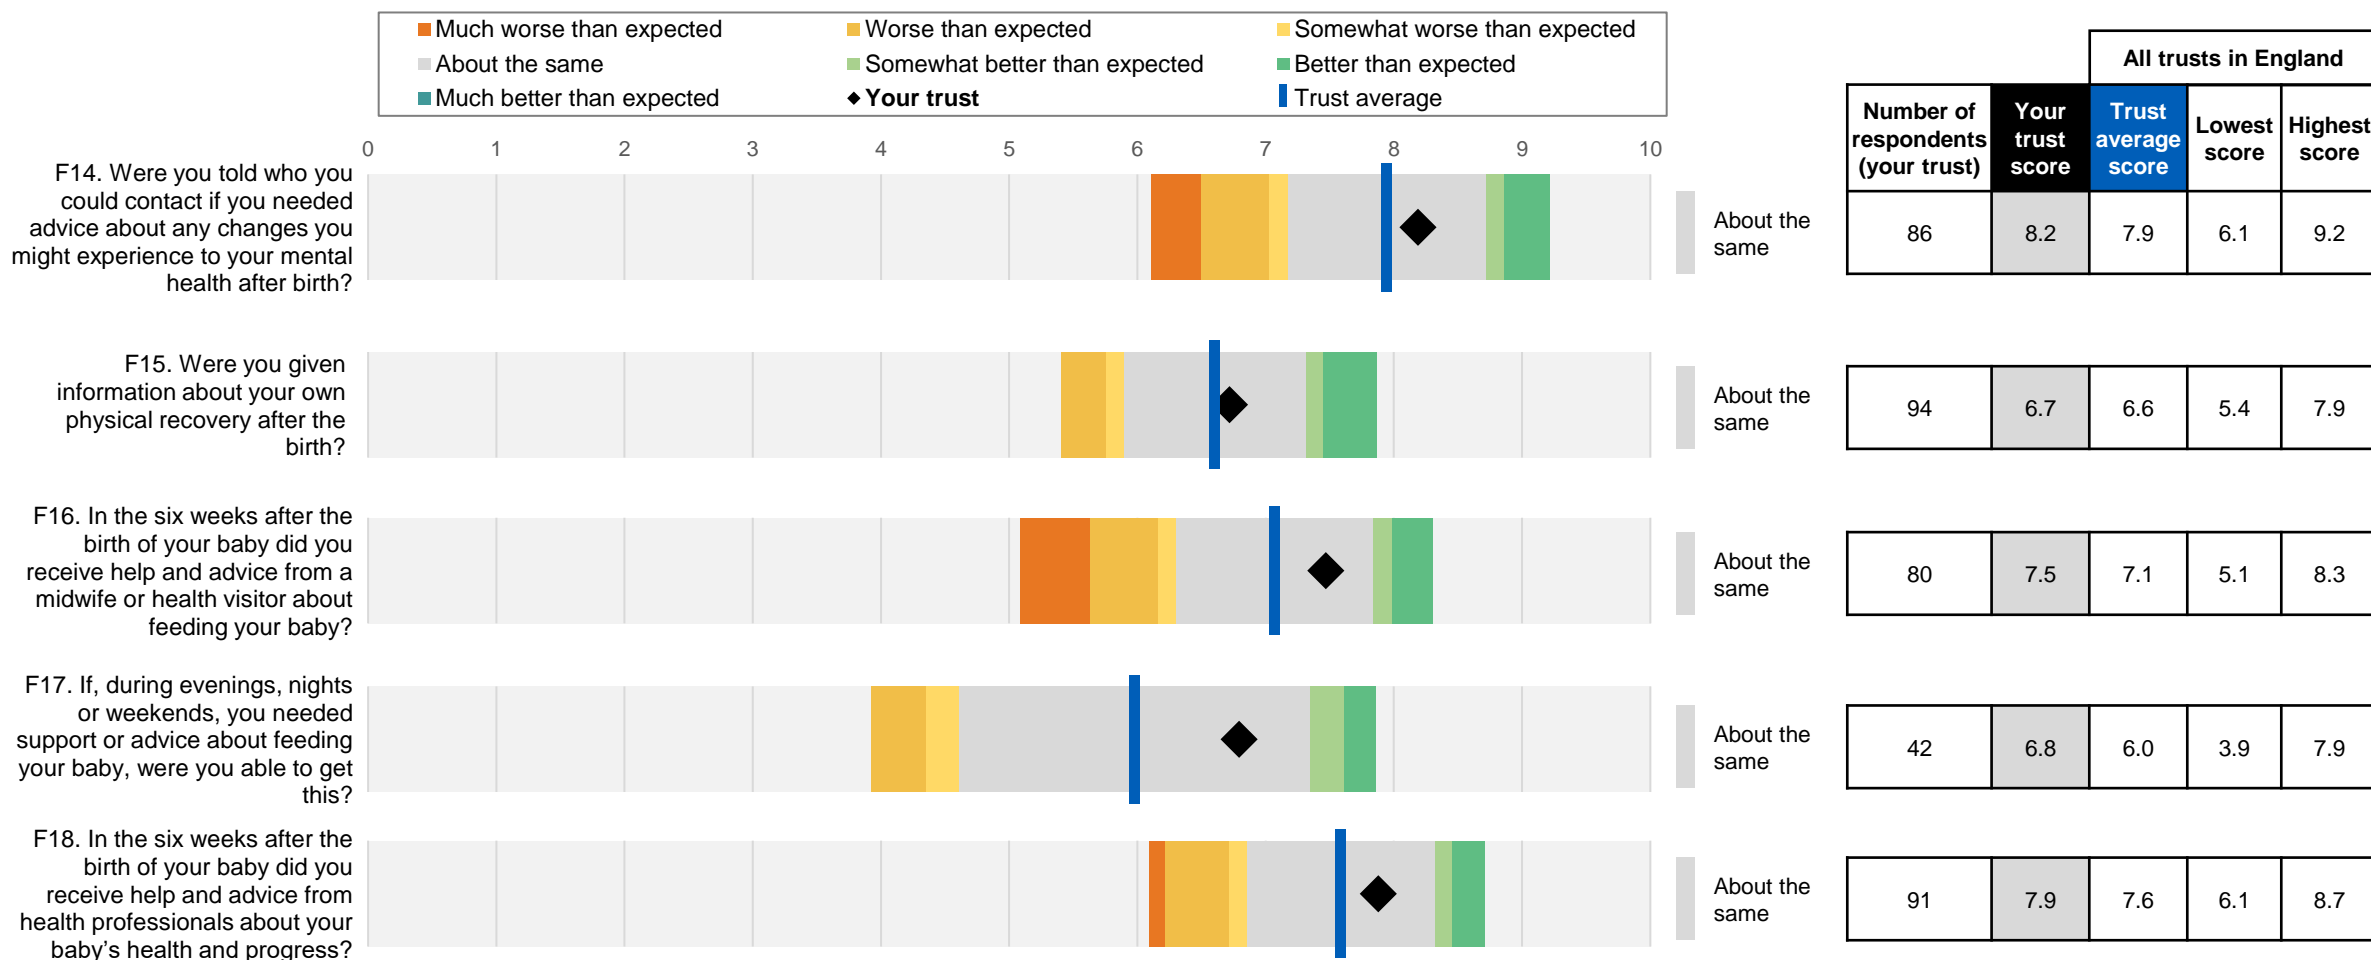 Much worse than expected
Worse than expected
Somewhat worse than expected
About the same
Somewhat better than expected
Better than expected
Much better than expected
Your trust
Trust average
All trusts in England
Number of respondents (your trust)
Your trust score
Trust average score
Lowest score
Highest score
0 1 2 3 4 5 6 7 8 9 10
F14. Were you told who you
could contact if you needed
advice about any changes you
might experience to your mental
health after birth?
About the
same
86 8.2 7.9 6.1 9.2
F15. Were you given
information about your own
physical recovery after the
birth?
About the
same
94 6.7 6.6 5.4 7.9
F16. In the six weeks after the
birth of your baby did you
receive help and advice from a
midwife or health visitor about
feeding your baby?
About the
same
80 7.5 7.1 5.1 8.3
F17. If, during evenings, nights
or weekends, you needed
support or advice about feeding
your baby, were you able to get
this?
About the
same
42 6.8 6.0 3.9 7.9
F18. In the six weeks after the
birth of your baby did you
receive help and advice from
health professionals about your
baby’s health and progress?
About the
same
91 7.9 7.6 6.1 8.7